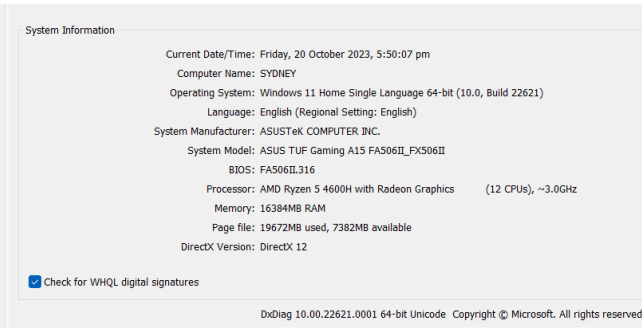 System Information
Current Date/Time: Friday, 20 October 2023, 5:50:07 pm
Computer Name: SYDNEY
Operating System: Windows 11 Home Single Language 64-bit (10.0, Build 22621)
Language: English (Regional Setting: English)
System Manufacturer: ASUSTeK COMPUTER INC.
System Model: ASUS TUF Gaming A15 FA506II_FX506II
BIOS: FA506II.316
Processor: AMD Ryzen 5 4600H with Radeon Graphics (12 CPUs), ~3.0GHz
Memory: 16384MB RAM
Page file: 19672MB used, 7382MB available
DirectX Version: DirectX 12
Check for WHQL digital signatures
DxDiag 10.00.22621.0001 64-bit Unicode Copyright © Microsoft. All rights reserved